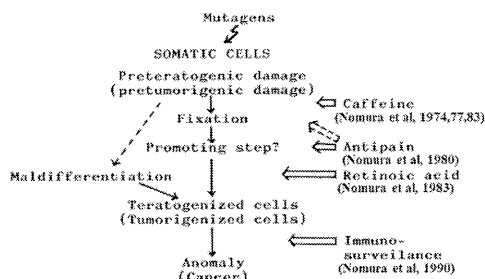 Mutagens
SOMATIC CELLS
Preteratogenic damage
(pretumorigenic damage)
Caffeine
(Nomura et al, 1974,77,83)
Fixation
Promoting step?
Antipain
(Nomura et al, 1980)
Maldifferentiation
Retinoic acid
(Nomura et al, 1983)
Teratogenized cells
(Tumorigenized cells)
Immuno-
surveilance
(Nomura et al, 1990)
Anomaly
(Cancer)